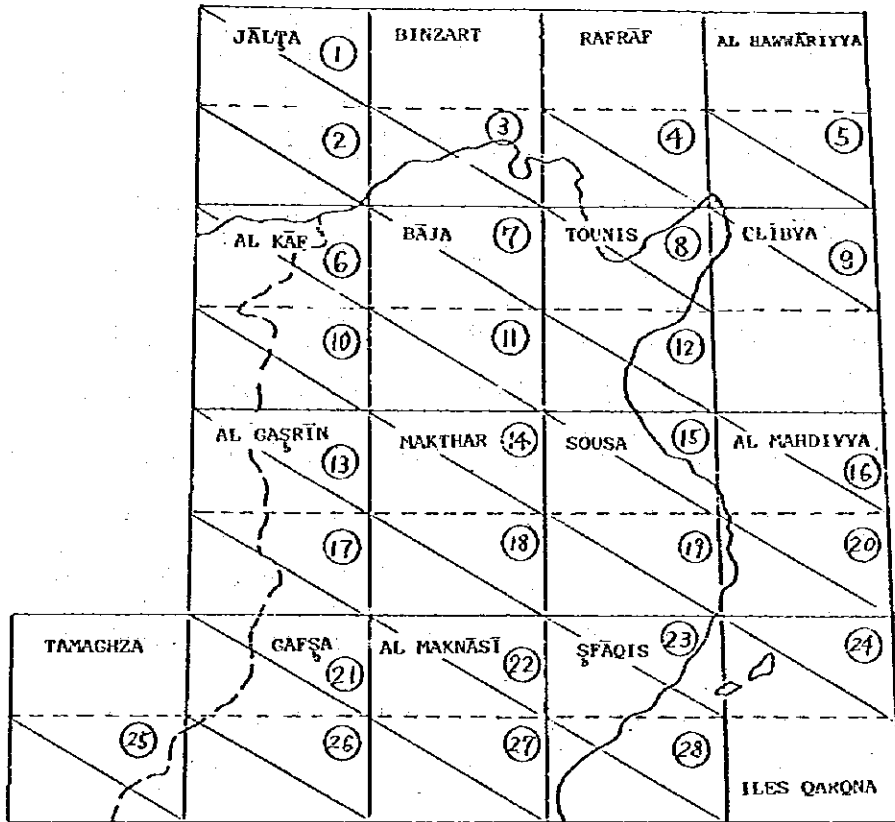 JĀLṬA ① BINZART RAFRĀF AL HAWWĀRIYYA
② ③ ④ ⑤
AL KĀF ⑥ BĀJA ⑦ TOUNIS ⑧ CLĪBYA ⑨
⑩ ⑪ ⑫
AL GAṢRĪN ⑬ MAKTHAR ⑭ SOUSA ⑮ AL MAHDIYYA ⑯
⑰ ⑱ ⑲ ⑳
TAMAGHZA GAFṢA ㉑ AL MAKNĀSĪ ㉒ ṢFĀQIS ㉓ ㉔
㉕ ㉖ ㉗ ㉘ ILES QARQNA